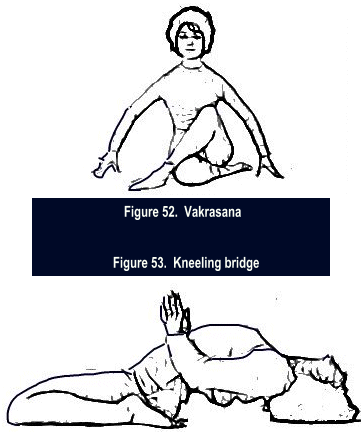 Figure 52.  Vakrasana
Figure 53.  Kneeling bridge